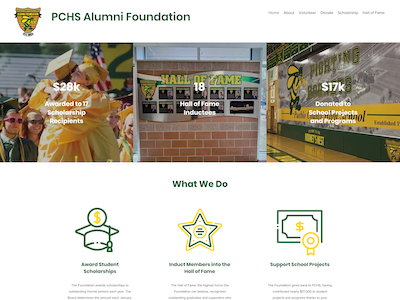 PCHS Alumni Foundation
Home About Volunteer Donate Scholarship Hall of Fame
HALL OF FAME
FIGHTING
$28k
18
$17k
Awarded to 17
Scholarship
Recipients
Hall of Fame
Inductees
Donated to
School Projects
and Programs
What We Do
Award Student
Scholarships
Induct Members into the
Hall of Fame
Support School Projects
The Foundation awards scholarships to
outstanding
The Hall of Fame, the highest honor the
Foundation can bestow, recognizes
outstanding graduates and supporters who
The Foundation gives back to PCHS, having
contributed nearly $17,000 to student
projects and programs thanks to your